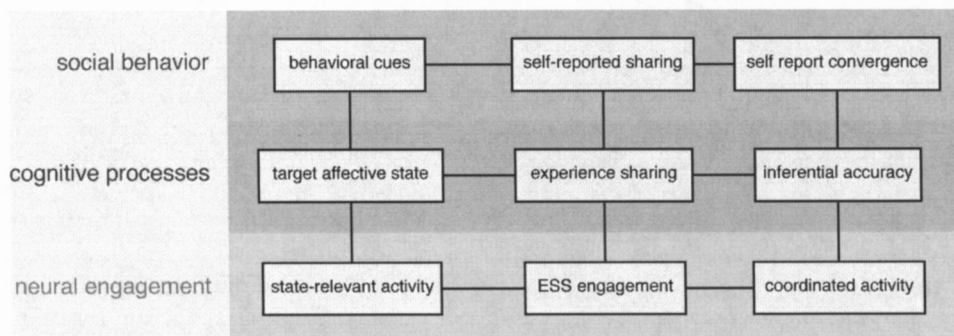 social behavior
behavioral cues
self-reported sharing
self report convergence
cognitive processes
target affective state
experience sharing
inferential accuracy
neural engagement
state-relevant activity
ESS engagement
coordinated activity